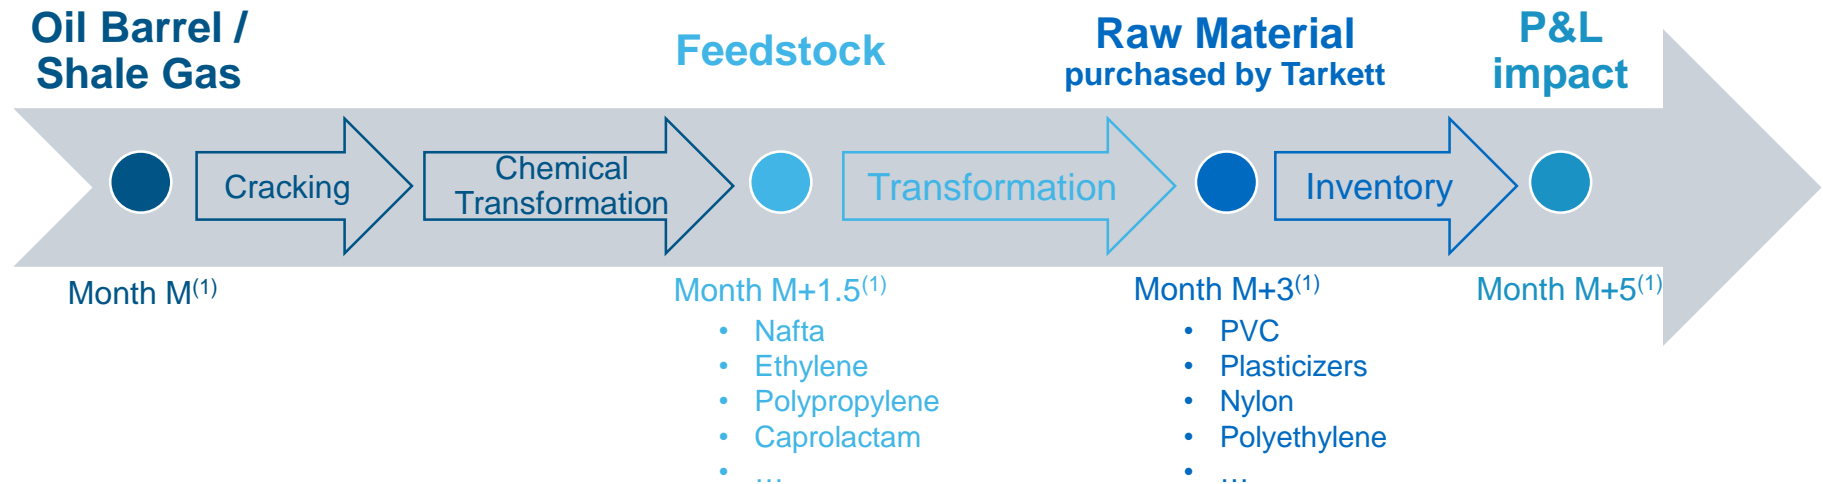 Oil Barrel /
Shale Gas
Feedstock
Raw Material
purchased by Tarkett
P&L
impact
Cracking
Chemical
Transformation
Transformation
Inventory
Month M(1)
Month M+1.5(1)
• Nafta
• Ethylene
• Polypropylene
• Caprolactam
• …
Month M+3(1)
• PVC
• Plasticizers
• Nylon
• Polyethylene
• …
Month M+5(1)